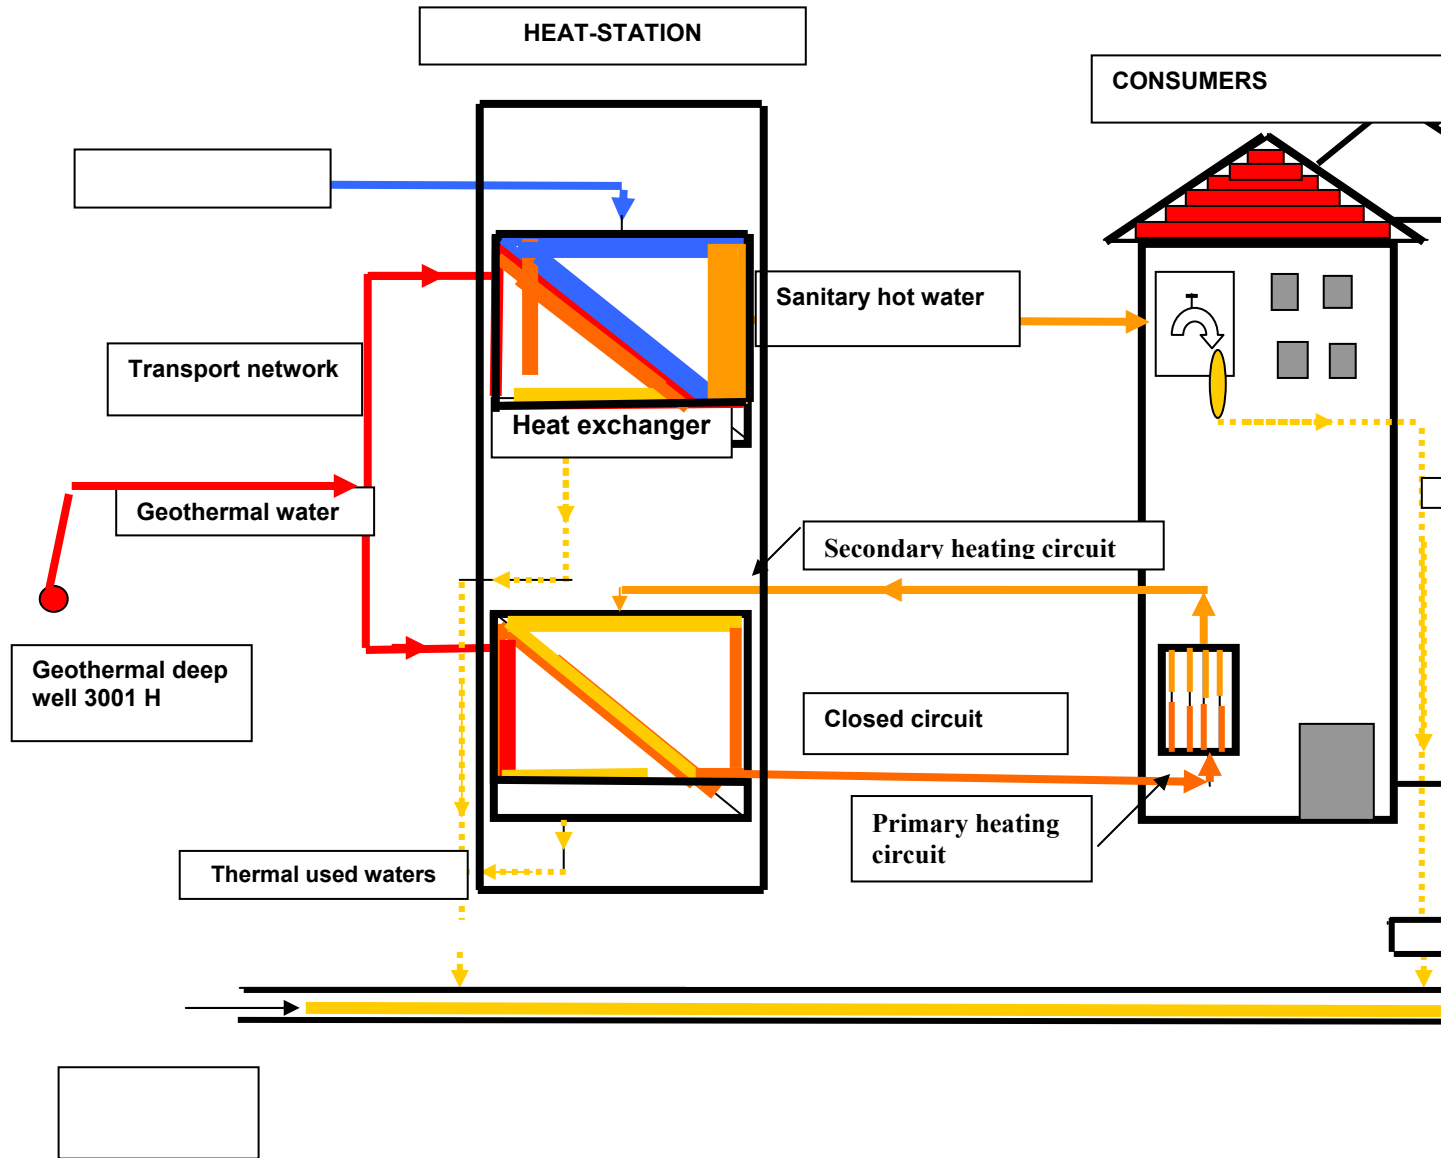 HEAT-STATION
CONSUMERS
Sanitary hot water
Transport network
Heat exchanger
Geothermal water
Secondary heating circuit
Geothermal deep
well 3001 H
Closed circuit
Primary heating
circuit
Thermal used waters